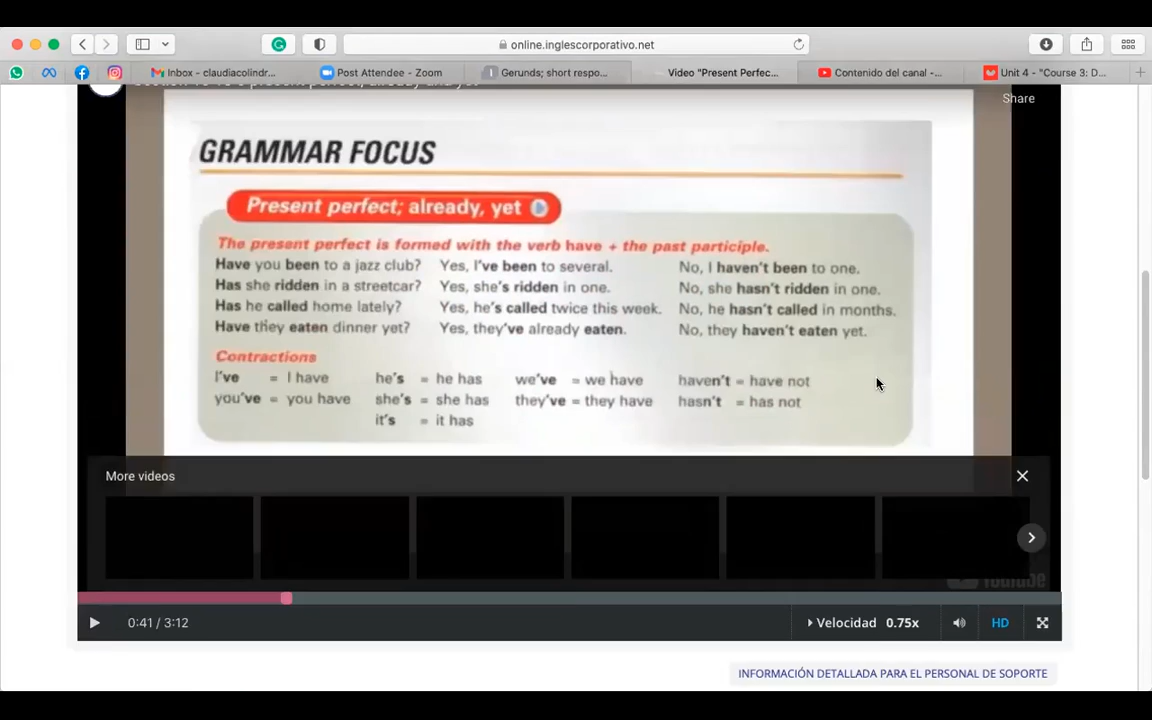 online.inglescorporativo.net
Inbox - claudiacolindr...
Post Attendee - Zoom
Gerunds; short respo...
Video "Present Perfec...
Contenido del canal -...
Unit 4 - "Course 3: D...
Share
GRAMMAR FOCUS
Present perfect; already, yet
The present perfect is formed with the verb have + the past participle.
Have you been to a jazz club? Yes, I've been to several. No, I haven't been to one.
Has she ridden in a streetcar? Yes, she's ridden in one. No, she hasn't ridden in one.
Has he called home lately? Yes, he's called twice this week. No, he hasn't called in months.
Have they eaten dinner yet? Yes, they've already eaten. No, they haven't eaten yet.
Contractions
I've = I have he's = he has we've = we have haven't = have not
you've = you have she's = she has they've = they have hasn't = has not
it's = it has
More videos
YouTube
0:41 / 3:12 Velocidad 0.75x HD
INFORMACIÓN DETALLADA PARA EL PERSONAL DE SOPORTE